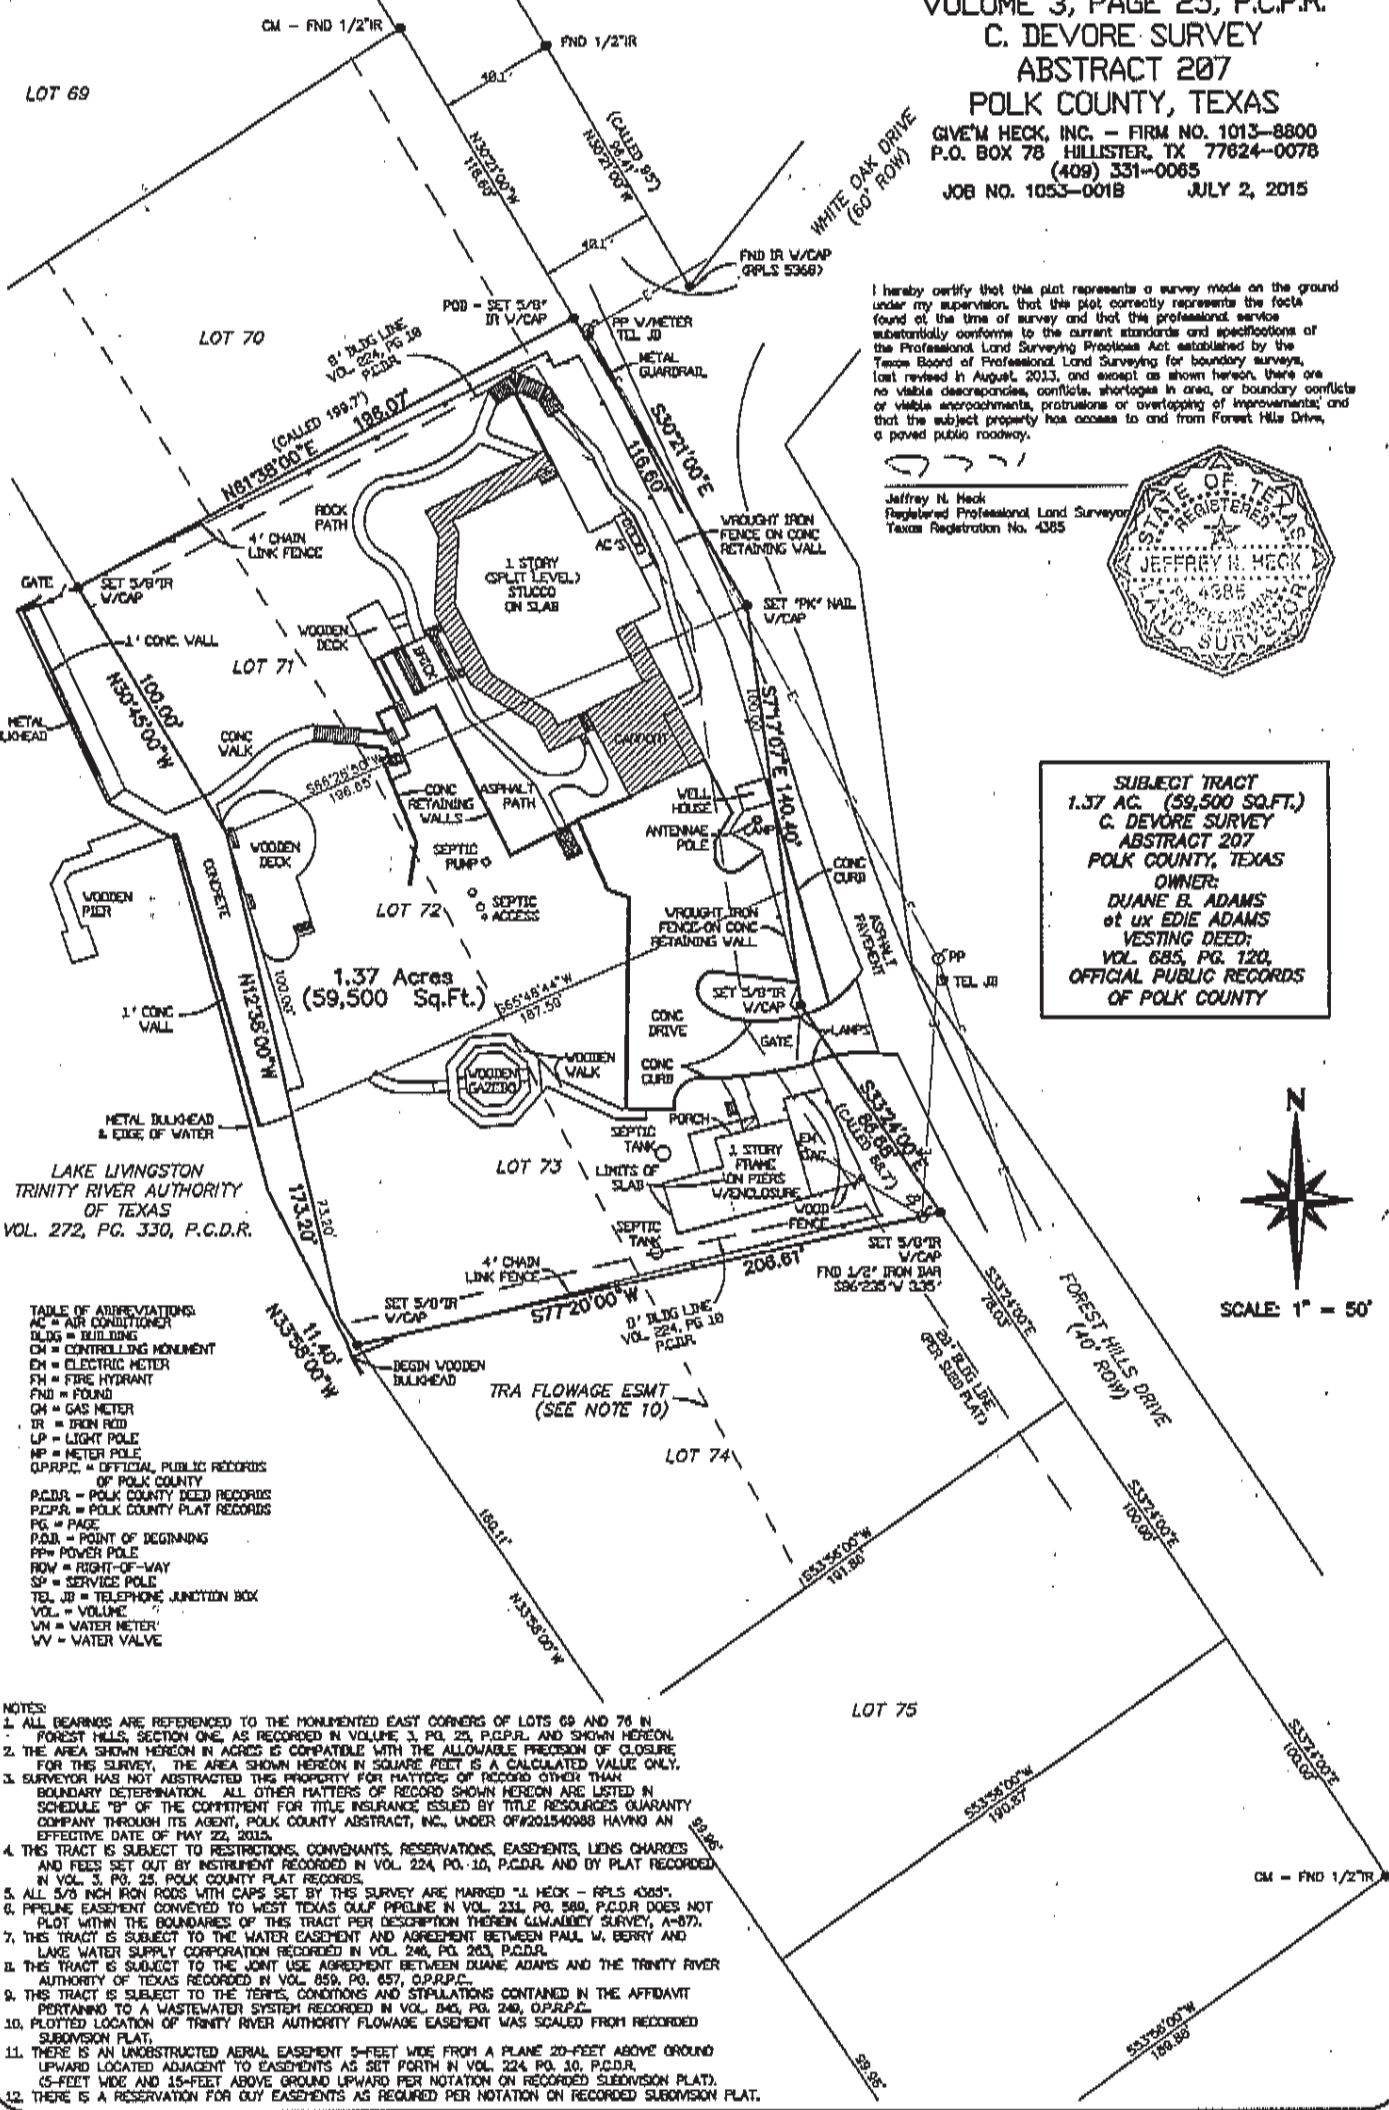 VOLUME 3, PAGE 25, P.C.P.R.
C. DEVORE SURVEY
ABSTRACT 207
POLK COUNTY, TEXAS
GIVE'M HECK, INC. - FIRM NO. 1013-8800
P.O. BOX 78 HILLISTER, TX 77624-0078
(409) 331-0065
JOB NO. 1053-001B JULY 2, 2015
CM - FND 1/2"IR
FND 1/2"IR
LOT 69
40.1'
N30°21'00"W
116.60'
(CALLED 95')
96.41'
N30°21'00"W
WHITE OAK DRIVE
(60' ROW)
40.1'
FND IR W/CAP
(RPLS 5368)
I hereby certify that this plat represents a survey made on the ground
under my supervision, that this plat correctly represents the facts
found at the time of survey and that this professional service
substantially conforms to the current standards and specifications of
the Professional Land Surveying Practices Act established by the
Texas Board of Professional Land Surveying for boundary surveys,
last revised in August, 2013, and except as shown hereon, there are
no visible descrepancies, conflicts, shortages in area, or boundary conflicts
or visible encroachments, protrusions or overlapping of improvements; and
that the subject property has access to and from Forest Hills Drive,
a paved public roadway.
Jeffrey N. Heck
Registered Professional Land Surveyor
Texas Registration No. 4385
STATE OF TEXAS
REGISTERED
JEFFREY N. HECK
4385
PROFESSIONAL
LAND SURVEYOR
POB - SET 5/8"
IR W/CAP
PP W/METER
TEL JB
METAL
GUARDRAIL
LOT 70
8' BLDG LINE
VOL. 224, PG 10
P.C.D.R.
(CALLED 199.7')
N61°38'00"E 196.07'
S30°21'00"E
116.60'
ROCK
PATH
4' CHAIN
LINK FENCE
AC'S
WROUGHT IRON
FENCE ON CONC
RETAINING WALL
1 STORY
(SPLIT LEVEL)
STUCCO
ON SLAB
GATE
SET 5/8"IR
W/CAP
SET "PK" NAIL
W/CAP
1' CONC. WALL
WOODEN
DECK
BRICK
LOT 71
100.00'
N30°45'00"W
METAL
CONC
WALK
S66°26'50"W
196.65'
CARPORT
S7°17'07"E 140.40'
CONC
RETAINING
WALLS
ASPHALT
PATH
WELL
HOUSE
ANTENNAE
POLE
LAMP
WOODEN
DECK
SEPTIC
PUMP
CONC
CURB
SEPTIC
ACCESS
WOODEN
PIER
CONCRETE
LOT 72
WROUGHT IRON
FENCE ON CONC
RETAINING WALL
ASPHALT
PAVEMENT
PP
TEL JB
1.37 Acres
(59,500 Sq.Ft.)
S65°48'44"W
187.50'
1' CONC
WALL
N12°38'00"W
100.00'
SET 5/8"IR
W/CAP
CONC
DRIVE
GATE
LAMPS
CONC
CURB
WOODEN
GAZEBO
WOODEN
WALK
SUBJECT TRACT
1.37 AC. (59,500 SQ.FT.)
C. DEVORE SURVEY
ABSTRACT 207
POLK COUNTY, TEXAS
OWNER:
DUANE B. ADAMS
et ux EDIE ADAMS
VESTING DEED:
VOL. 685, PG. 120,
OFFICIAL PUBLIC RECORDS
OF POLK COUNTY
METAL BULKHEAD
& EDGE OF WATER
PORCH
SEPTIC
TANK
LIMITS OF
SLAB
1 STORY
FRAME
ON PIERS
W/ENCLOSURE
EM
AC
S33°24'00"E
88.68'
(CALLED 88.7')
WOOD
FENCE
SEPTIC
TANK
LOT 73
LAKE LIVINGSTON
TRINITY RIVER AUTHORITY
OF TEXAS
VOL. 272, PG. 330, P.C.D.R.
173.20'
73.20'
SET 5/8"IR
W/CAP
FND 1/2" IRON BAR
4' CHAIN
LINK FENCE
206.61'
S77°20'00"W
SET 5/8"IR
W/CAP
8' BLDG LINE
VOL. 224, PG 10
P.C.D.R.
11.40'
N33°58'00"W
BEGIN WOODEN
BULKHEAD
TRA FLOWAGE ESMT
(SEE NOTE 10)
S33°24'00"E
78.03'
FOREST HILLS DRIVE
(40' ROW)
20' BLDG LINE
(PER SUBD PLAT)
N
SCALE: 1" = 50'
LOT 74
TABLE OF ABBREVIATIONS:
AC = AIR CONDITIONER
BLDG = BUILDING
CM = CONTROLLING MONUMENT
EM = ELECTRIC METER
FH = FIRE HYDRANT
FND = FOUND
GM = GAS METER
IR = IRON ROD
LP = LIGHT POLE
MP = METER POLE
O.P.R.P.C. = OFFICIAL PUBLIC RECORDS
OF POLK COUNTY
P.C.D.R. = POLK COUNTY DEED RECORDS
P.C.P.R. = POLK COUNTY PLAT RECORDS
PG. = PAGE
P.O.B. = POINT OF BEGINNING
PP= POWER POLE
ROW = RIGHT-OF-WAY
SP = SERVICE POLE
TEL JB = TELEPHONE JUNCTION BOX
VOL. = VOLUME
WM = WATER METER
WV = WATER VALVE
180.11'
N33°58'00"W
S53°58'00"W
191.86'
S33°24'00"E
100.00'
LOT 75
S53°58'00"W
190.87'
S33°24'00"E
100.00'
99.96'
CM - FND 1/2"IR
S53°58'00"W
189.88'
99.96'
NOTES:
1. ALL BEARINGS ARE REFERENCED TO THE MONUMENTED EAST CORNERS OF LOTS 69 AND 76 IN
FOREST HILLS, SECTION ONE, AS RECORDED IN VOLUME 3, PG. 25, P.C.P.R. AND SHOWN HEREON.
2. THE AREA SHOWN HEREON IN ACRES IS COMPATIBLE WITH THE ALLOWABLE PRECISION OF CLOSURE
FOR THIS SURVEY. THE AREA SHOWN HEREON IN SQUARE FEET IS A CALCULATED VALUE ONLY.
3. SURVEYOR HAS NOT ABSTRACTED THIS PROPERTY FOR MATTERS OF RECORD OTHER THAN
BOUNDARY DETERMINATION. ALL OTHER MATTERS OF RECORD SHOWN HEREON ARE LISTED IN
SCHEDULE "B" OF THE COMMITMENT FOR TITLE INSURANCE ISSUED BY TITLE RESOURCES GUARANTY
COMPANY THROUGH ITS AGENT, POLK COUNTY ABSTRACT, INC., UNDER GF#201540988 HAVING AN
EFFECTIVE DATE OF MAY 22, 2015.
4. THIS TRACT IS SUBJECT TO RESTRICTIONS, CONVENANTS, RESERVATIONS, EASEMENTS, LIENS CHARGES
AND FEES SET OUT BY INSTRUMENT RECORDED IN VOL. 224, PG. 10, P.C.D.R. AND BY PLAT RECORDED
IN VOL. 3, PG. 25, POLK COUNTY PLAT RECORDS.
5. ALL 5/8 INCH IRON RODS WITH CAPS SET BY THIS SURVEY ARE MARKED "J. HECK - RPLS 4385".
6. PIPELINE EASEMENT CONVEYED TO WEST TEXAS GULF PIPELINE IN VOL. 231, PG. 589, P.C.D.R DOES NOT
PLOT WITHIN THE BOUNDARIES OF THIS TRACT PER DESCRIPTION THEREIN (J.W.ABBEY SURVEY, A-87).
7. THIS TRACT IS SUBJECT TO THE WATER EASEMENT AND AGREEMENT BETWEEN PAUL W. BERRY AND
LAKE WATER SUPPLY CORPORATION RECORDED IN VOL. 246, PG. 263, P.C.D.R.
8. THIS TRACT IS SUBJECT TO THE JOINT USE AGREEMENT BETWEEN DUANE ADAMS AND THE TRINITY RIVER
AUTHORITY OF TEXAS RECORDED IN VOL. 859, PG. 657, O.P.R.P.C.
9. THIS TRACT IS SUBJECT TO THE TERMS, CONDITIONS AND STIPULATIONS CONTAINED IN THE AFFIDAVIT
PERTAINING TO A WASTEWATER SYSTEM RECORDED IN VOL. 845, PG. 249, O.P.R.P.C.
10. PLOTTED LOCATION OF TRINITY RIVER AUTHORITY FLOWAGE EASEMENT WAS SCALED FROM RECORDED
SUBDIVISION PLAT.
11. THERE IS AN UNOBSTRUCTED AERIAL EASEMENT 5-FEET WIDE FROM A PLANE 20-FEET ABOVE GROUND
UPWARD LOCATED ADJACENT TO EASEMENTS AS SET FORTH IN VOL. 224, PG. 10, P.C.D.R.
(5-FEET WIDE AND 15-FEET ABOVE GROUND UPWARD PER NOTATION ON RECORDED SUBDIVISION PLAT).
12. THERE IS A RESERVATION FOR GUY EASEMENTS AS REQUIRED PER NOTATION ON RECORDED SUBDIVISION PLAT.